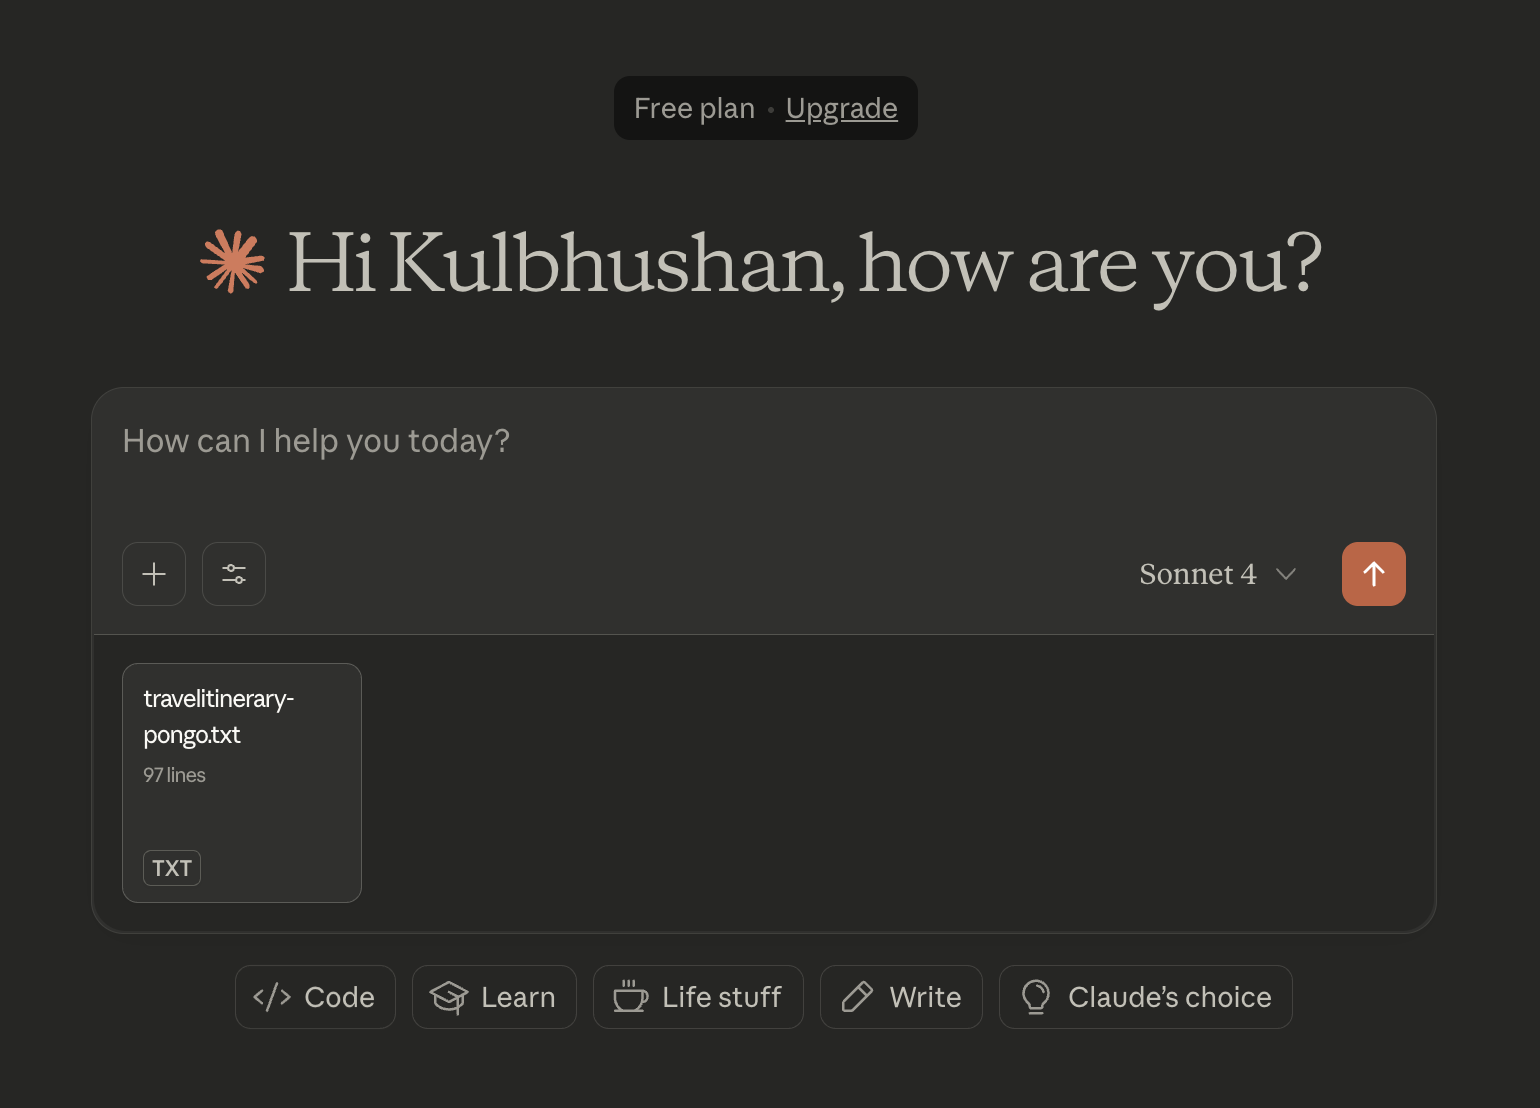 Free plan • Upgrade
Hi Kulbhushan, how are you?
How can I help you today?
Sonnet 4
travelitinerary-
pongo.txt
97 lines
TXT
Code
Learn
Life stuff
Write
Claude’s choice